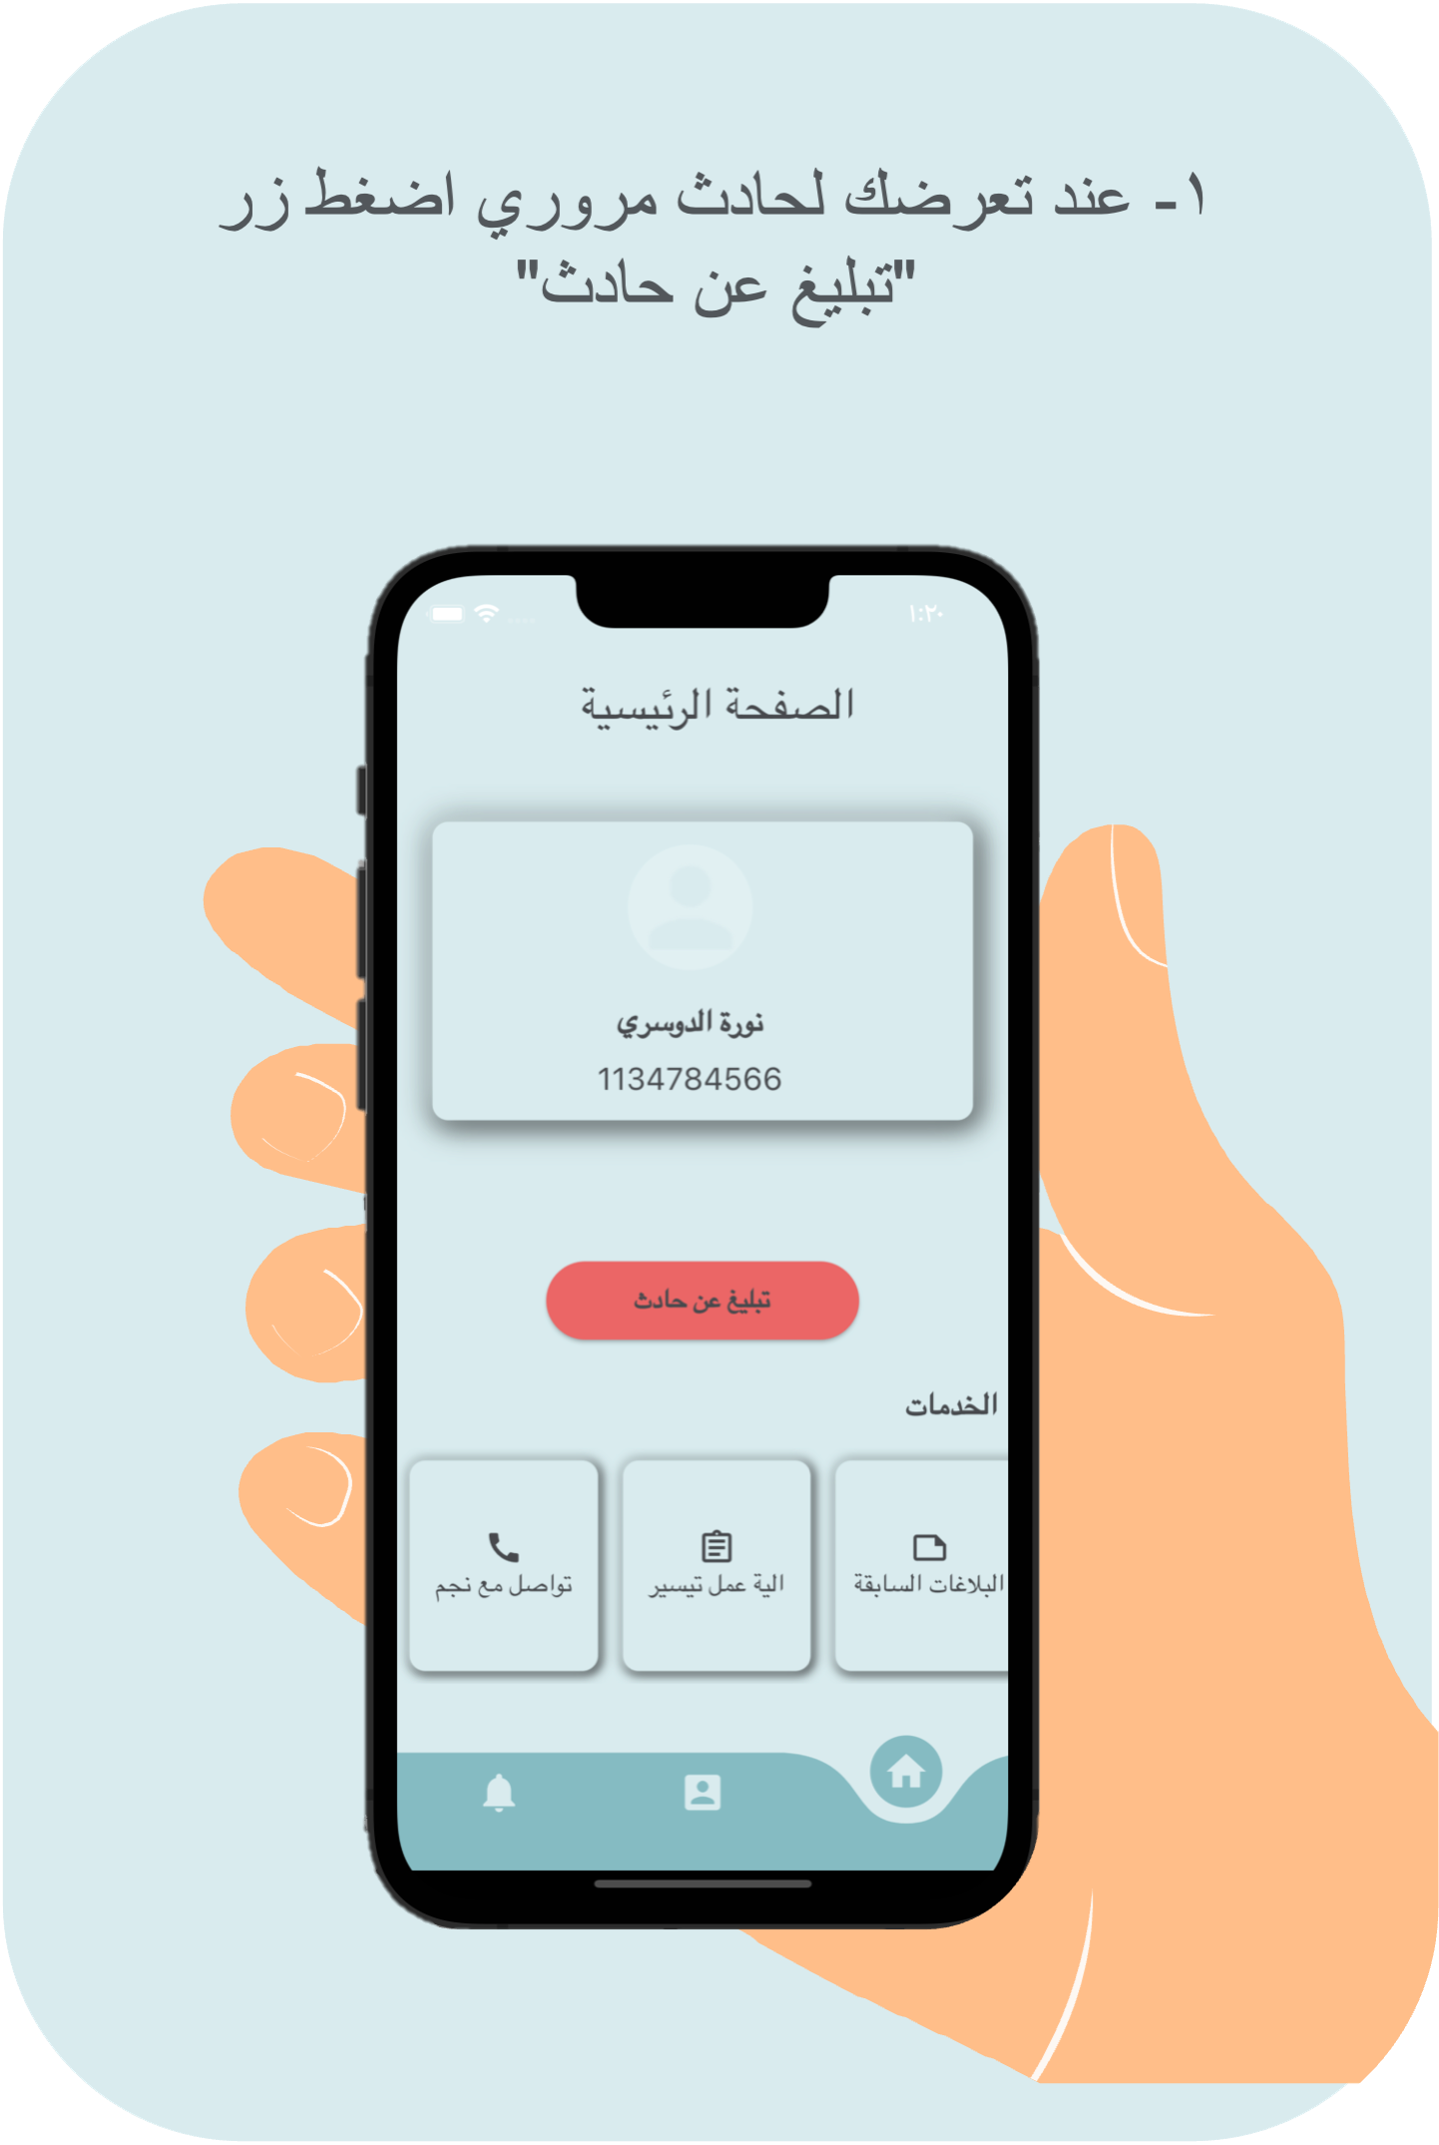 ١- عند تعرضك لحادث مروري اضغط زر
"تبليغ عن حادث"
١:٢٠
الصفحة الرئيسية
نورة الدوسري
1134784566
تبليغ عن حادث
الخدمات
البلاغات السابقة
الية عمل تيسير
تواصل مع نجم